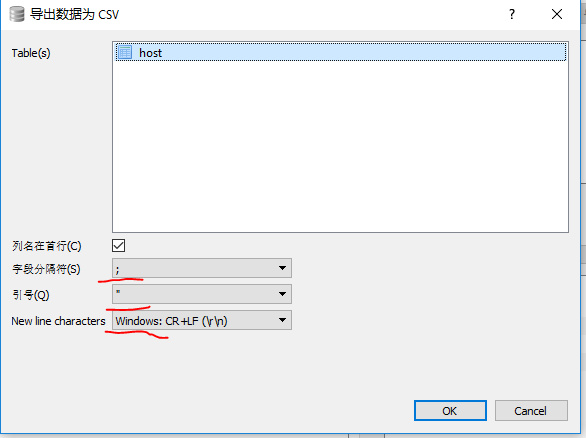 导出数据为 CSV
Table(s)
host
列名在首行(C)
字段分隔符(S)
;
引号(Q)
"
New line characters
Windows: CR+LF (\r\n)
OK
Cancel